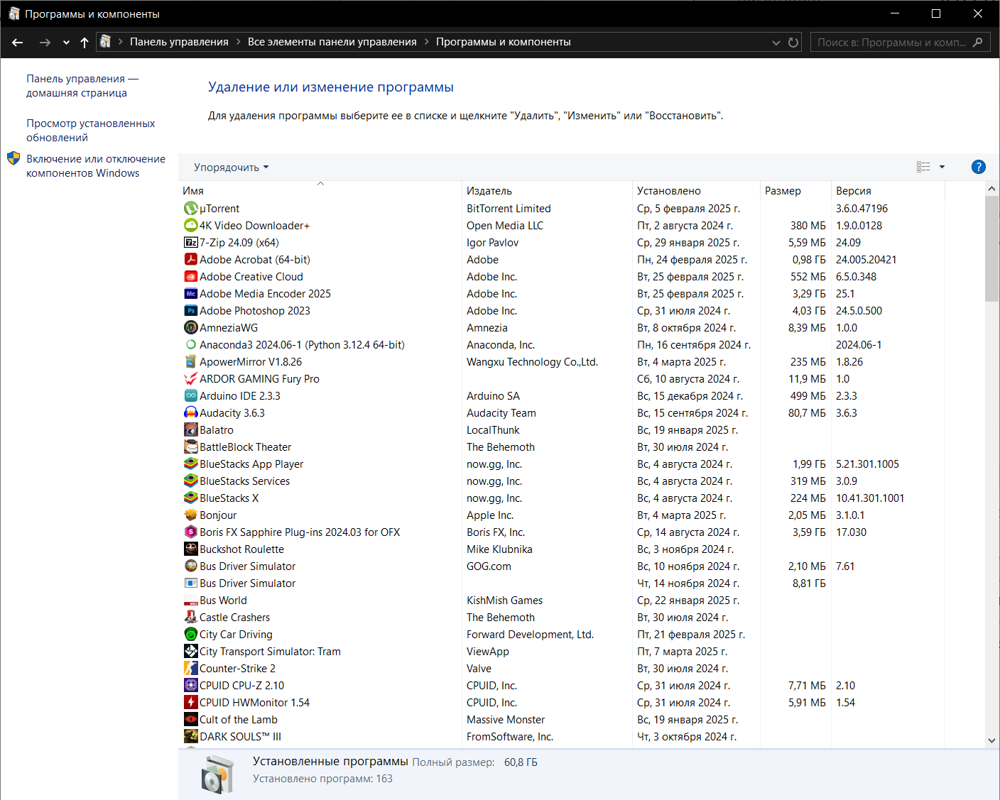 Программы и компоненты
Панель управления > Все элементы панели управления > Программы и компоненты
Поиск в: Программы и комп...
Панель управления —
домашняя страница
Просмотр установленных
обновлений
Включение или отключение
компонентов Windows
Удаление или изменение программы
Для удаления программы выберите ее в списке и щелкните "Удалить", "Изменить" или "Восстановить".
Упорядочить
Имя Издатель Установлено Размер Версия
µTorrent BitTorrent Limited Ср, 5 февраля 2025 г. 3.6.0.47196
4K Video Downloader+ Open Media LLC Пт, 2 августа 2024 г. 380 МБ 1.9.0.0128
7-Zip 24.09 (x64) Igor Pavlov Ср, 29 января 2025 г. 5,59 МБ 24.09
Adobe Acrobat (64-bit) Adobe Пн, 24 февраля 2025 г. 0,98 ГБ 24.005.20421
Adobe Creative Cloud Adobe Inc. Вт, 25 февраля 2025 г. 552 МБ 6.5.0.348
Adobe Media Encoder 2025 Adobe Inc. Вт, 25 февраля 2025 г. 3,29 ГБ 25.1
Adobe Photoshop 2023 Adobe Inc. Ср, 31 июля 2024 г. 4,03 ГБ 24.5.0.500
AmneziaWG Amnezia Вт, 8 октября 2024 г. 8,39 МБ 1.0.0
Anaconda3 2024.06-1 (Python 3.12.4 64-bit) Anaconda, Inc. Пн, 16 сентября 2024 г. 2024.06-1
ApowerMirror V1.8.26 Wangxu Technology Co.,Ltd. Вт, 4 марта 2025 г. 235 МБ 1.8.26
ARDOR GAMING Fury Pro Сб, 10 августа 2024 г. 11,9 МБ 1.0
Arduino IDE 2.3.3 Arduino SA Вс, 15 декабря 2024 г. 499 МБ 2.3.3
Audacity 3.6.3 Audacity Team Вс, 15 сентября 2024 г. 80,7 МБ 3.6.3
Balatro LocalThunk Вс, 19 января 2025 г.
BattleBlock Theater The Behemoth Вт, 30 июля 2024 г.
BlueStacks App Player now.gg, Inc. Вс, 4 августа 2024 г. 1,99 ГБ 5.21.301.1005
BlueStacks Services now.gg, Inc. Вс, 4 августа 2024 г. 319 МБ 3.0.9
BlueStacks X now.gg, Inc. Вс, 4 августа 2024 г. 224 МБ 10.41.301.1001
Bonjour Apple Inc. Вт, 4 марта 2025 г. 2,05 МБ 3.1.0.1
Boris FX Sapphire Plug-ins 2024.03 for OFX Boris FX, Inc. Ср, 14 августа 2024 г. 3,59 ГБ 17.030
Buckshot Roulette Mike Klubnika Вс, 3 ноября 2024 г.
Bus Driver Simulator GOG.com Вс, 10 ноября 2024 г. 2,10 МБ 7.61
Bus Driver Simulator Чт, 14 ноября 2024 г. 8,81 ГБ
Bus World KishMish Games Ср, 22 января 2025 г.
Castle Crashers The Behemoth Вт, 30 июля 2024 г.
City Car Driving Forward Development, Ltd. Пт, 21 февраля 2025 г.
City Transport Simulator: Tram ViewApp Пт, 7 марта 2025 г.
Counter-Strike 2 Valve Вт, 30 июля 2024 г.
CPUID CPU-Z 2.10 CPUID, Inc. Ср, 31 июля 2024 г. 7,71 МБ 2.10
CPUID HWMonitor 1.54 CPUID, Inc. Ср, 31 июля 2024 г. 5,91 МБ 1.54
Cult of the Lamb Massive Monster Вс, 19 января 2025 г.
DARK SOULS™ III FromSoftware, Inc. Чт, 3 октября 2024 г.
Установленные программы Полный размер: 60,8 ГБ
Установлено программ: 163